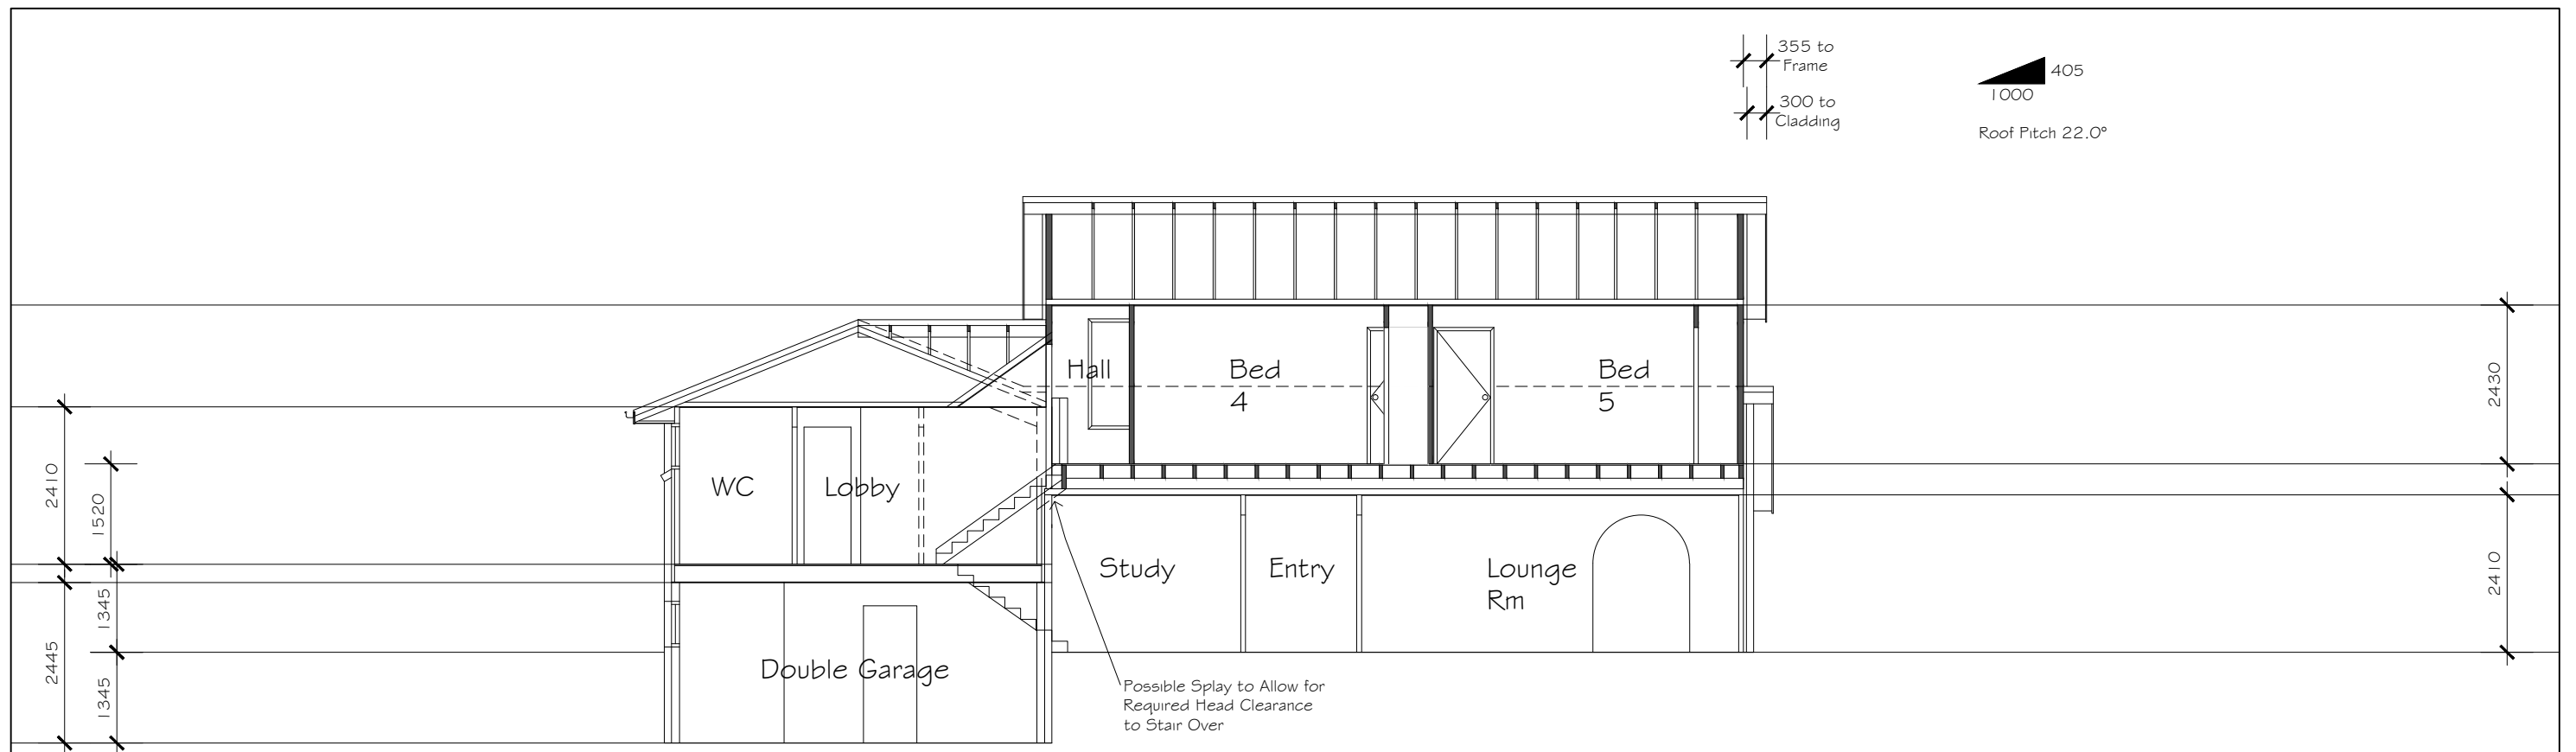 355 to
Frame
405
1000
300 to
Cladding
Roof Pitch 22.0°
Hall
Bed
4
Bed
5
2430
2410
1520
WC
Lobby
Study
Entry
Lounge
Rm
2410
1345
2445
Double Garage
1345
Possible Splay to Allow for
Required Head Clearance
to Stair Over